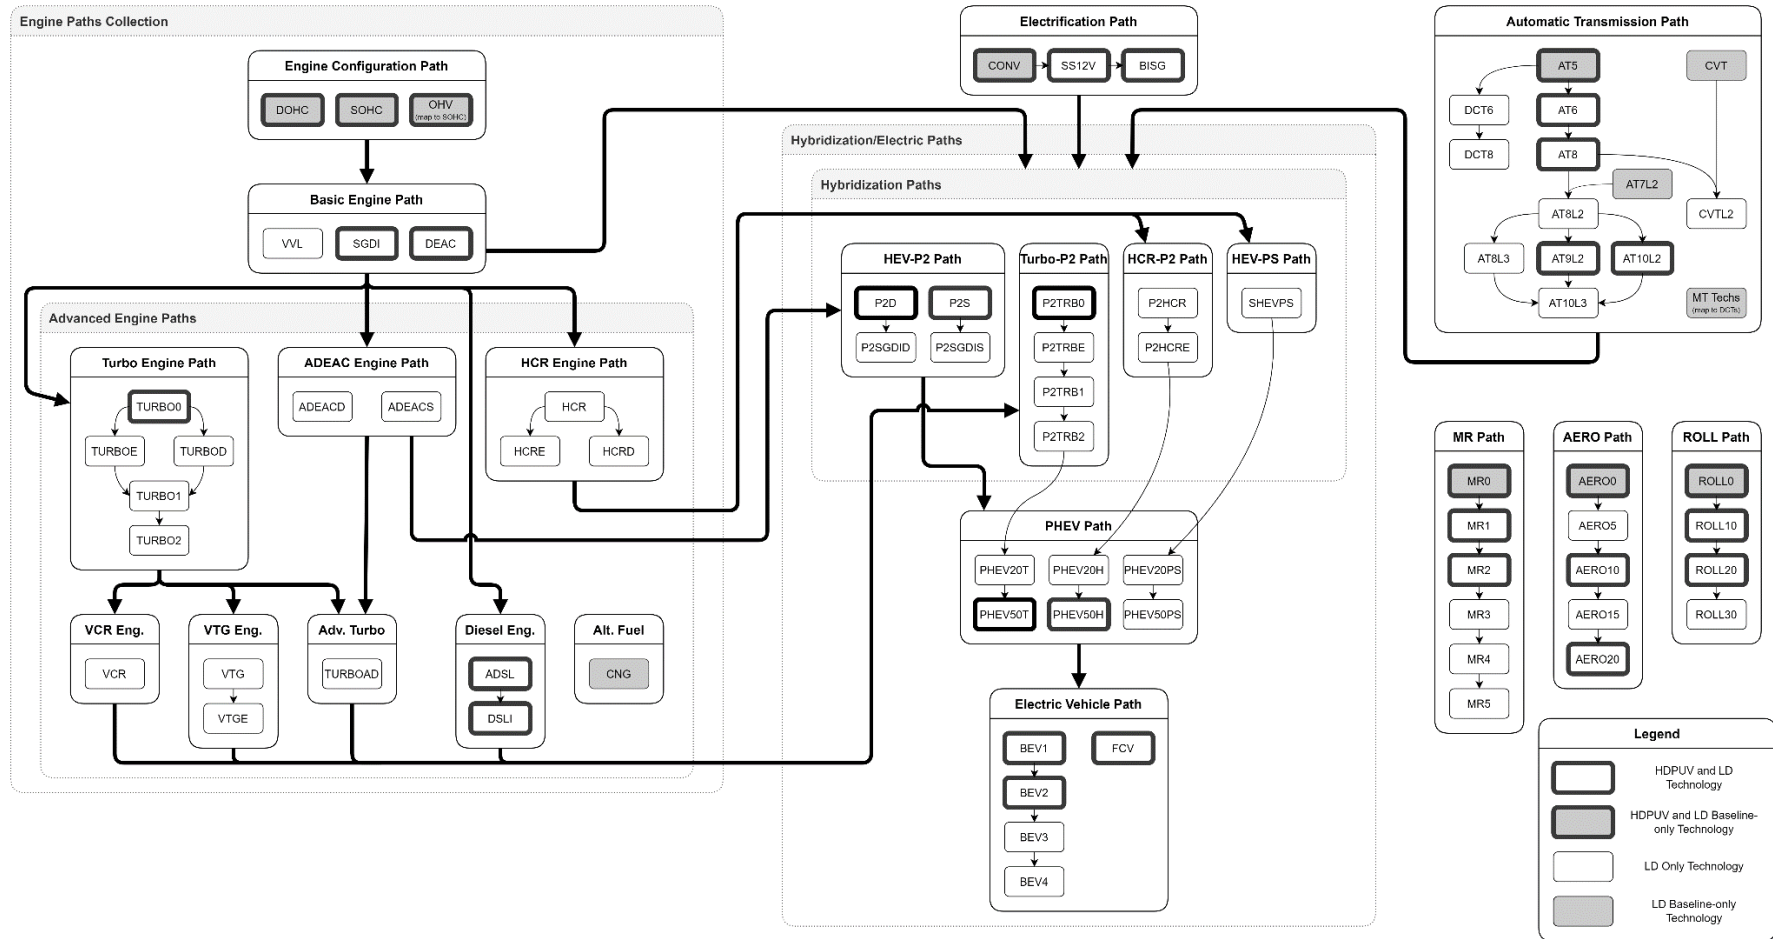 Engine Paths Collection
Engine Configuration Path
DOHC
SOHC
OHV
(map to SOHC)
Basic Engine Path
VVL
SGDI
DEAC
Advanced Engine Paths
Turbo Engine Path
TURBO0
TURBOE
TURBOD
TURBO1
TURBO2
ADEAC Engine Path
ADEACD
ADEACS
HCR Engine Path
HCR
HCRE
HCRD
VCR Eng.
VCR
VTG Eng.
VTG
VTGE
Adv. Turbo
TURBOAD
Diesel Eng.
ADSL
DSLI
Alt. Fuel
CNG
Electrification Path
CONV
SS12V
BISG
Hybridization/Electric Paths
Hybridization Paths
HEV-P2 Path
P2D
P2S
P2SGDID
P2SGDIS
Turbo-P2 Path
P2TRB0
P2TRBE
P2TRB1
P2TRB2
HCR-P2 Path
P2HCR
P2HCRE
HEV-PS Path
SHEVPS
PHEV Path
PHEV20T
PHEV20H
PHEV20PS
PHEV50T
PHEV50H
PHEV50PS
Electric Vehicle Path
BEV1
FCV
BEV2
BEV3
BEV4
Automatic Transmission Path
AT5
CVT
DCT6
AT6
DCT8
AT8
AT7L2
AT8L2
CVTL2
AT8L3
AT9L2
AT10L2
AT10L3
MT Techs
(map to DCTs)
MR Path
MR0
MR1
MR2
MR3
MR4
MR5
AERO Path
AERO0
AERO5
AERO10
AERO15
AERO20
ROLL Path
ROLL0
ROLL10
ROLL20
ROLL30
Legend
HDPUV and LD
Technology
HDPUV and LD Baseline-
only Technology
LD Only Technology
LD Baseline-only
Technology